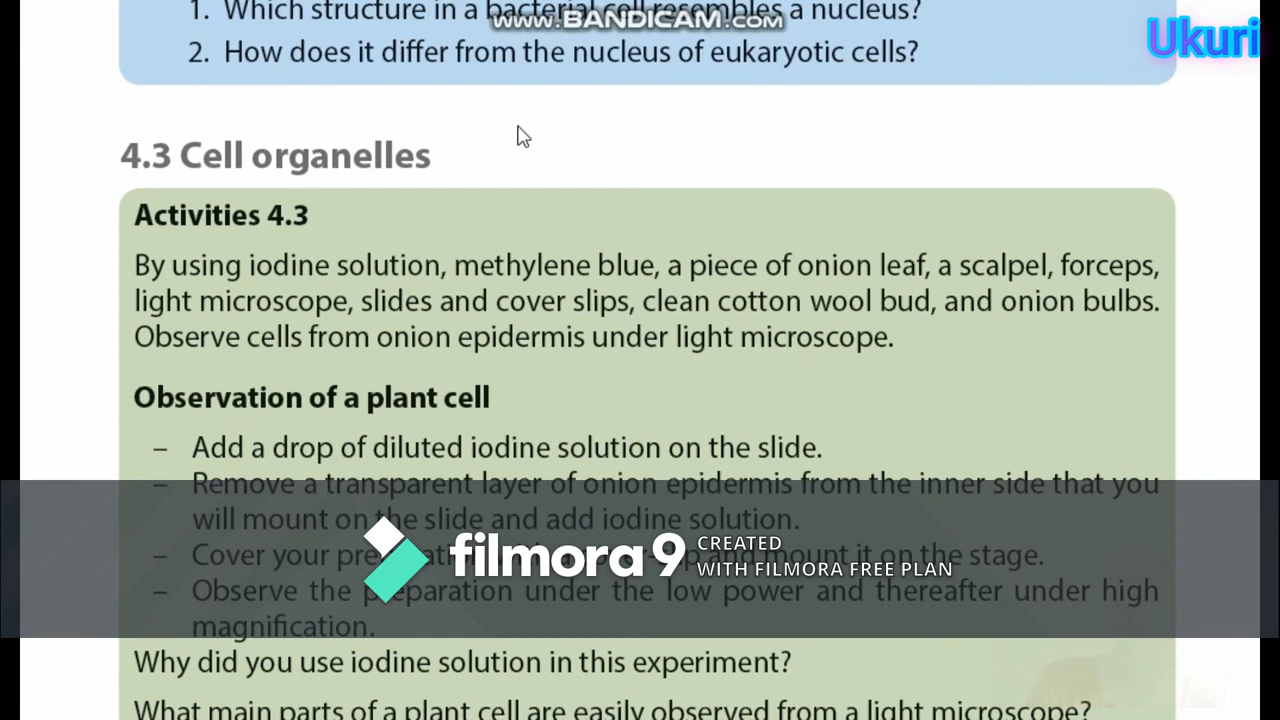 1. Which structure in a bacterial cell resembles a nucleus?
www.BANDICAM.com
Ukuri
2. How does it differ from the nucleus of eukaryotic cells?
4.3 Cell organelles
Activities 4.3
By using iodine solution, methylene blue, a piece of onion leaf, a scalpel, forceps,
light microscope, slides and cover slips, clean cotton wool bud, and onion bulbs.
Observe cells from onion epidermis under light microscope.
Observation of a plant cell
– Add a drop of diluted iodine solution on the slide.
– Remove a transparent layer of onion epidermis from the inner side that you
will mount on the slide and add iodine solution.
– Cover your and mount it on the stage.
– Observe the preparation under the low power and thereafter under high
magnification.
filmora9 CREATED
WITH FILMORA FREE PLAN
Why did you use iodine solution in this experiment?
What main parts of a plant cell are easily observed from a light microscope?